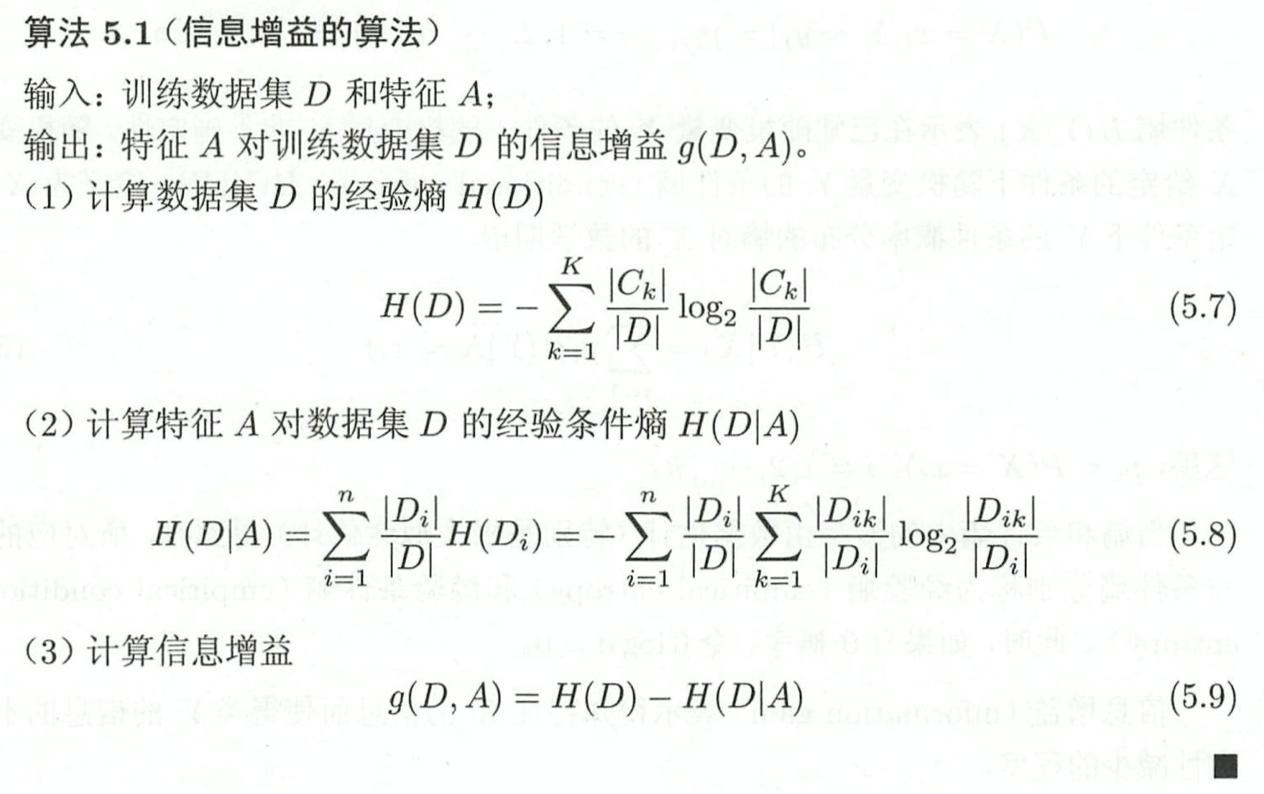 算法 5.1（信息增益的算法）
输入：训练数据集 D 和特征 A；
输出：特征 A 对训练数据集 D 的信息增益 g(D, A)。
（1）计算数据集 D 的经验熵 H(D)
H(D) = − \sum_{k=1}^{K} \frac{|C_k|}{|D|} \log_2 \frac{|C_k|}{|D|} (5.7)
（2）计算特征 A 对数据集 D 的经验条件熵 H(D|A)
H(D|A) = \sum_{i=1}^{n} \frac{|D_i|}{|D|} H(D_i) \sum_{i=1}^{n} \frac{|D_i|}{|D|} \sum_{k=1}^{K} \frac{|D_{ik}|}{|D_i|} \log_2 \frac{|D_{ik}|}{|D_i|} (5.8)
（3）计算信息增益
g(D, A) = H(D) − H(D|A) (5.9)